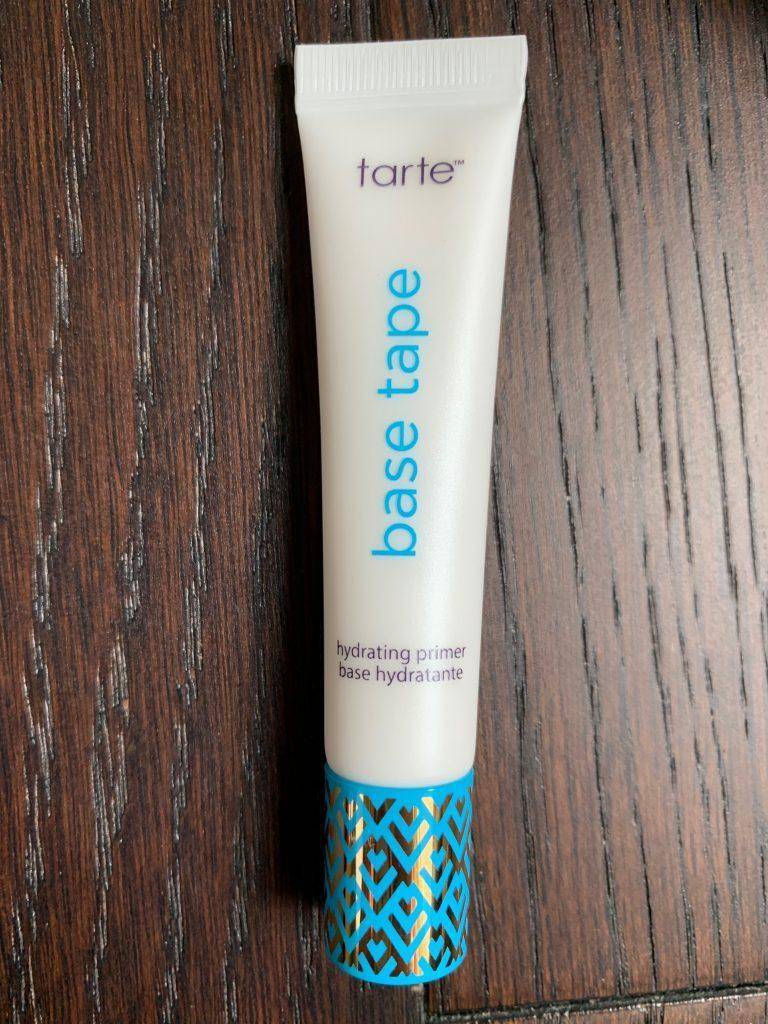 tarte™
base tape
hydrating primer
base hydratante